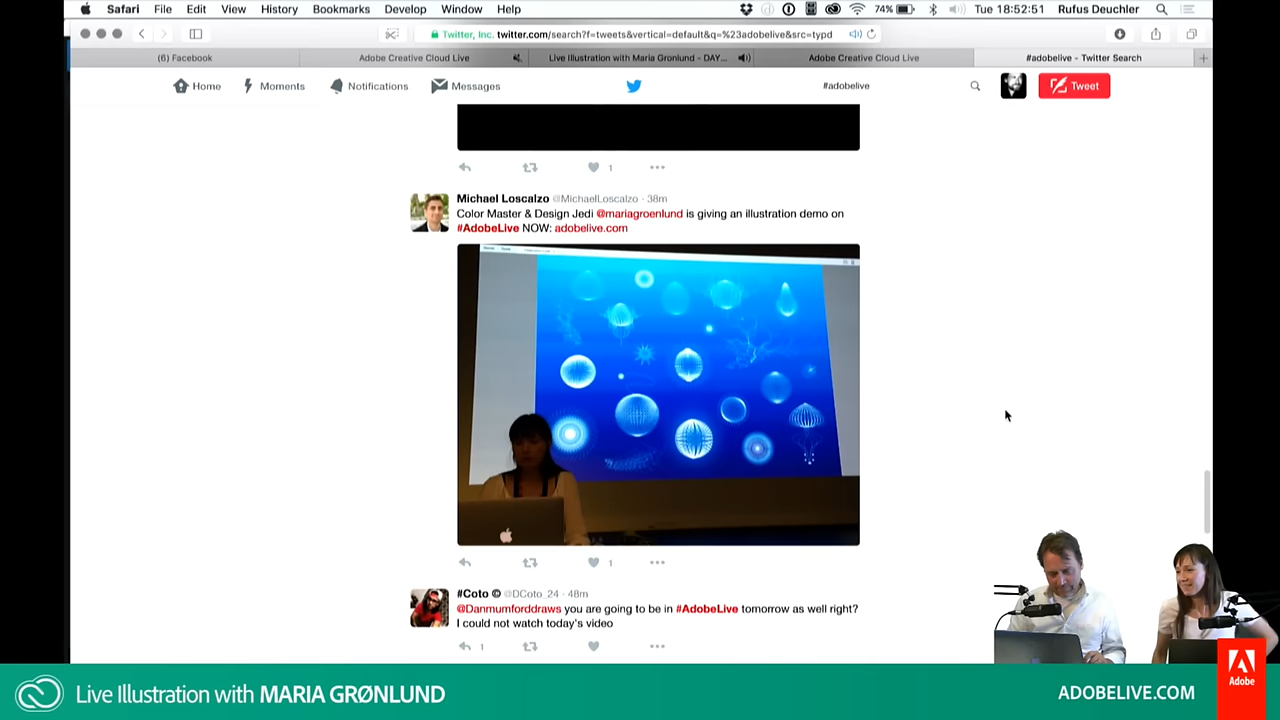 Safari File Edit View History Bookmarks Develop Window Help 74% Tue 18:52:51 Rufus Deuchler
Twitter, Inc. twitter.com/search?f=tweets&vertical=default&q=%23adobelive&src=typd
(6) Facebook Adobe Creative Cloud Live Live Illustration with Maria Gronlund - DAY... Adobe Creative Cloud Live #adobelive - Twitter Search
Home Moments Notifications Messages #adobelive Tweet
1
Michael Loscalzo @MichaelLoscalzo · 38m
Color Master & Design Jedi @mariagroenlund is giving an illustration demo on
#AdobeLive NOW: adobelive.com
1
#Coto © @DCoto_24 · 48m
@Danmumforddraws you are going to be in #AdobeLive tomorrow as well right?
I could not watch today's video
1
Live Illustration with MARIA GRØNLUND
ADOBELIVE.COM
Adobe